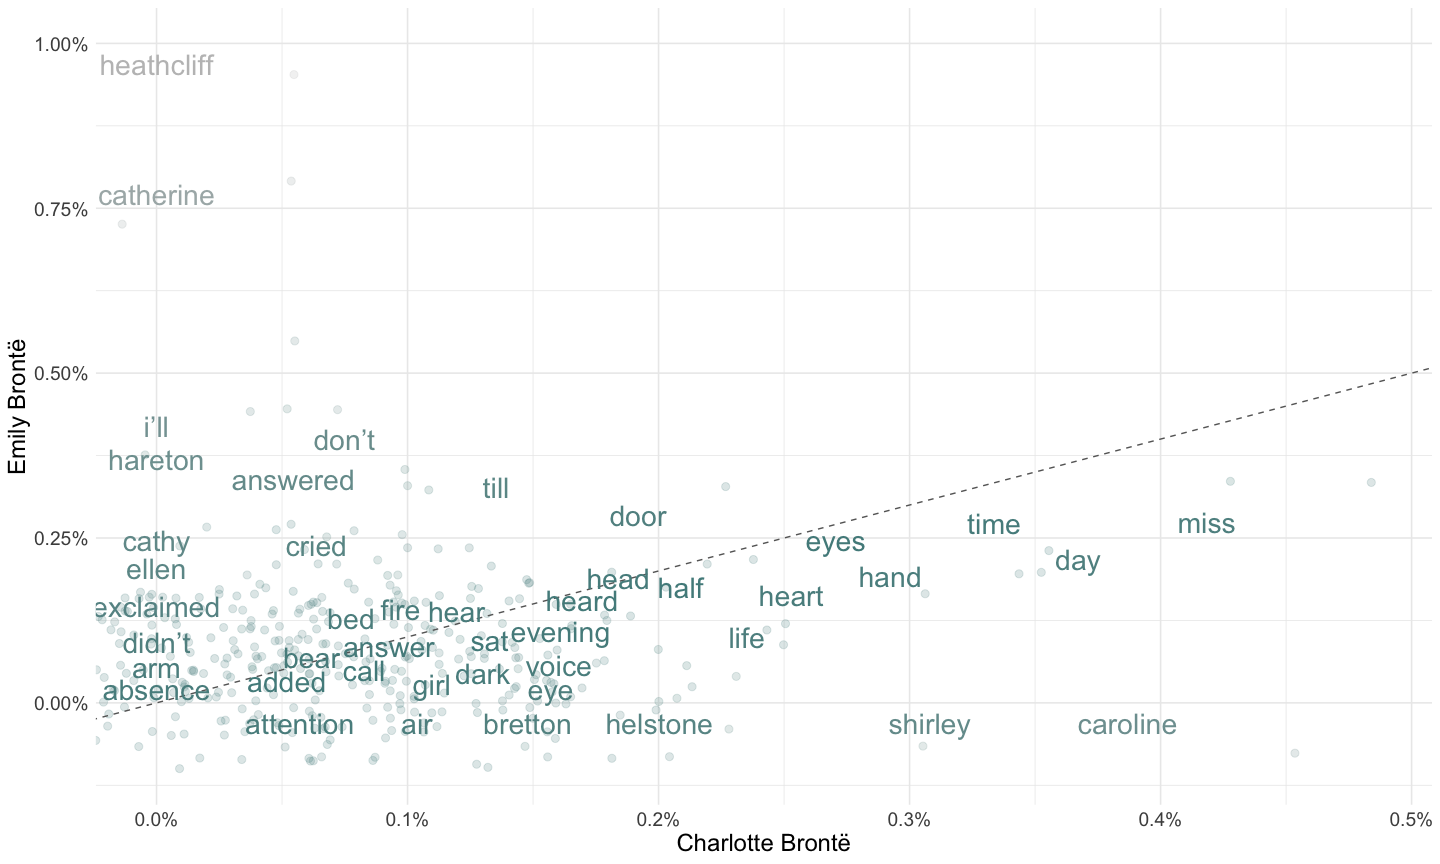 1.00%
heathcliff
catherine
0.75%
0.50%
i’ll
don’t
hareton
answered
till
door
time
miss
0.25%
cathy
cried
eyes
day
ellen
head
half
hand
heart
exclaimed
heard
bed
fire
hear
didn’t
answer
sat
evening
life
arm
bear
call
dark
voice
absence
added
girl
eye
0.00%
attention
air
bretton
helstone
shirley
caroline
Emily Brontë
0.0%
0.1%
0.2%
0.3%
0.4%
0.5%
Charlotte Brontë